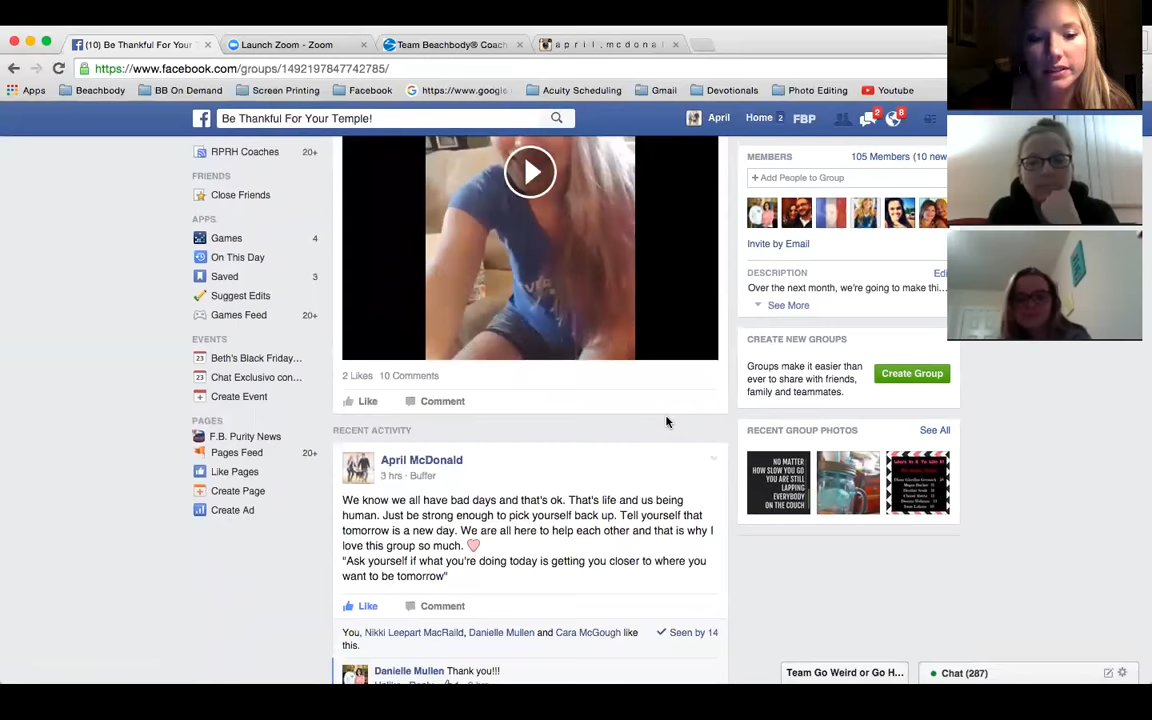 (10) Be Thankful For Your
Launch Zoom - Zoom
Team Beachbody® Coach
april.mcdonal
https://www.facebook.com/groups/1492197847742785/
Apps
Beachbody
BB On Demand
Screen Printing
Facebook
https://www.google.
Acuity Scheduling
Gmail
Devotionals
Photo Editing
Youtube
Be Thankful For Your Temple!
April
Home 2
FBP
2
8
RPRH Coaches 20+
FRIENDS
Close Friends
APPS
Games 4
On This Day
Saved 3
Suggest Edits
Games Feed 20+
EVENTS
23 Beth's Black Friday...
23 Chat Exclusivo con...
Create Event
PAGES
F.B. Purity News
Pages Feed 20+
Like Pages
Create Page
Create Ad
2 Likes 10 Comments
Like Comment
RECENT ACTIVITY
April McDonald
3 hrs · Buffer
We know we all have bad days and that's ok. That's life and us being
human. Just be strong enough to pick yourself back up. Tell yourself that
tomorrow is a new day. We are all here to help each other and that is why I
love this group so much.
"Ask yourself if what you're doing today is getting you closer to where you
want to be tomorrow"
Like Comment
You, Nikki Leepart MacRaild, Danielle Mullen and Cara McGough like
this.
✓ Seen by 14
Danielle Mullen Thank you!!!
MEMBERS 105 Members (10 new
+ Add People to Group
Invite by Email
DESCRIPTION Edi
Over the next month, we're going to make thi...
See More
CREATE NEW GROUPS
Groups make it easier than
ever to share with friends,
family and teammates.
Create Group
RECENT GROUP PHOTOS See All
NO MATTER
HOW SLOW YOU GO
YOU ARE STILL
LAPPING
EVERYBODY
ON THE COUCH
Team Go Weird or Go H...
Chat (287)